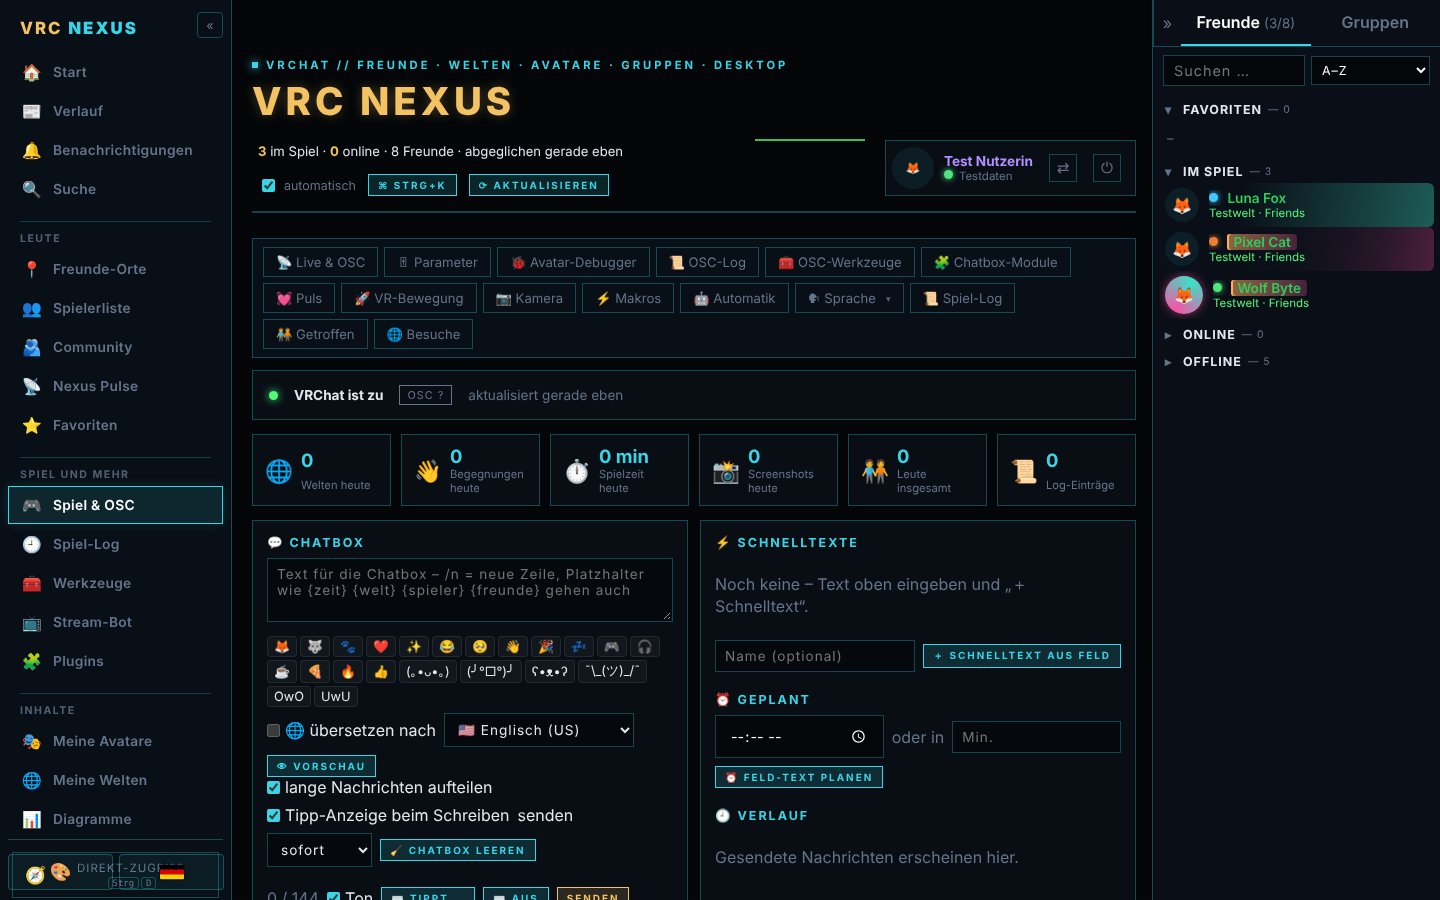 VRC NEXUS
«
Start
Verlauf
Benachrichtigungen
Suche
LEUTE
Freunde-Orte
Spielerliste
Community
Nexus Pulse
Favoriten
SPIEL UND MEHR
Spiel & OSC
Spiel-Log
Werkzeuge
Stream-Bot
Plugins
INHALTE
Meine Avatare
Meine Welten
Diagramme
Strg D
VRCHAT // FREUNDE · WELTEN · AVATARE · GRUPPEN · DESKTOP
VRC NEXUS
3 im Spiel · 0 online · 8 Freunde · abgeglichen gerade eben
automatisch
⌘ STRG+K
⟳ AKTUALISIEREN
Test Nutzerin
Testdaten
Live & OSC
Parameter
Avatar-Debugger
OSC-Log
OSC-Werkzeuge
Chatbox-Module
Puls
VR-Bewegung
Kamera
Makros
Automatik
Sprache
Spiel-Log
Getroffen
Besuche
VRChat ist zu
OSC ?
aktualisiert gerade eben
0
Welten heute
0
Begegnungen
heute
0 min
Spielzeit
heute
0
Screenshots
heute
0
Leute
insgesamt
0
Log-Einträge
CHATBOX
Text für die Chatbox – /n = neue Zeile, Platzhalter
wie {zeit} {welt} {spieler} {freunde} gehen auch
(｡•ᴗ•｡)
(╯°□°)╯
ʕ•ᴥ•ʔ
¯\_(ツ)_/¯
OwO
UwU
übersetzen nach
Englisch (US)
VORSCHAU
lange Nachrichten aufteilen
Tipp-Anzeige beim Schreiben senden
sofort
CHATBOX LEEREN
0 / 144
Ton
TIPPT
AUS
SENDEN
SCHNELLTEXTE
Noch keine – Text oben eingeben und „+
Schnelltext“.
Name (optional)
+ SCHNELLTEXT AUS FELD
GEPLANT
--:-- --
oder in
Min.
FELD-TEXT PLANEN
VERLAUF
Gesendete Nachrichten erscheinen hier.
»
Freunde (3/8)
Gruppen
Suchen ...
A–Z
FAVORITEN — 0
–
IM SPIEL — 3
Luna Fox
Testwelt · Friends
Pixel Cat
Testwelt · Friends
Wolf Byte
Testwelt · Friends
ONLINE — 0
OFFLINE — 5